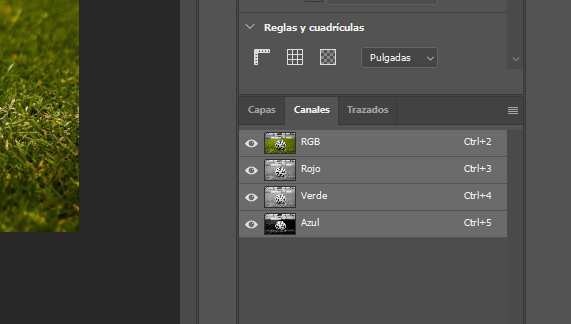 Reglas y cuadrículas
Pulgadas
Capas Canales Trazados
RGB Ctrl+2
Rojo Ctrl+3
Verde Ctrl+4
Azul Ctrl+5